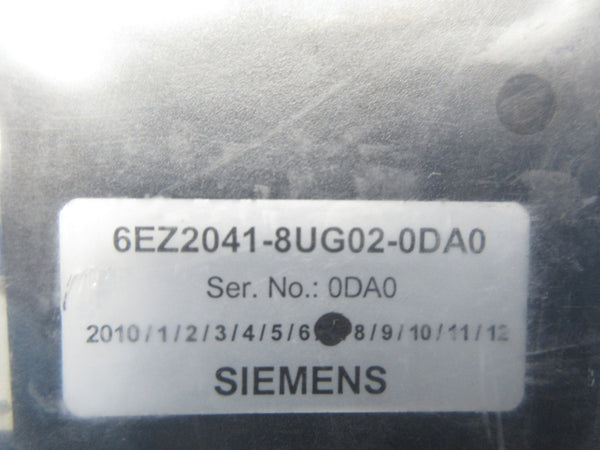 6EZ2041-8UG02-0DA0
Ser. No.: 0DA0
2010/1/2/3/4/5/6/ /8/9/10/11/12
SIEMENS